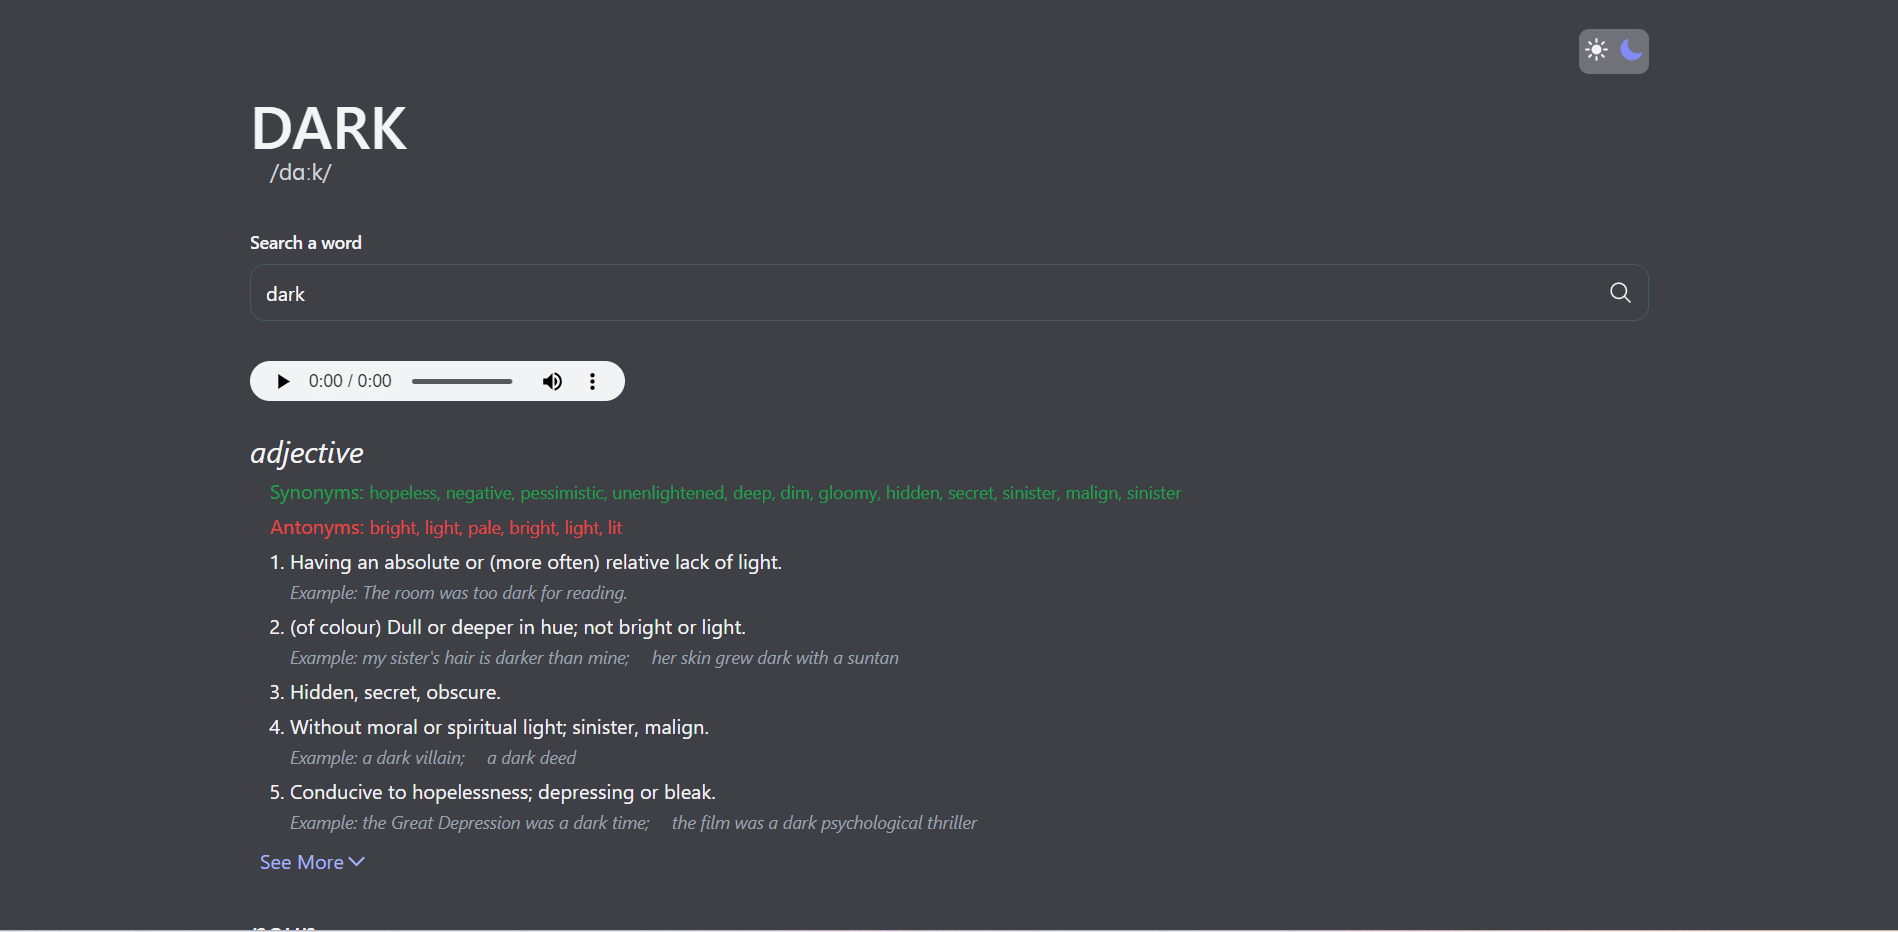 DARK
/dɑːk/
Search a word
dark
0:00 / 0:00
adjective
Synonyms: hopeless, negative, pessimistic, unenlightened, deep, dim, gloomy, hidden, secret, sinister, malign, sinister
Antonyms: bright, light, pale, bright, light, lit
1. Having an absolute or (more often) relative lack of light.
Example: The room was too dark for reading.
2. (of colour) Dull or deeper in hue; not bright or light.
Example: my sister's hair is darker than mine; her skin grew dark with a suntan
3. Hidden, secret, obscure.
4. Without moral or spiritual light; sinister, malign.
Example: a dark villain; a dark deed
5. Conducive to hopelessness; depressing or bleak.
Example: the Great Depression was a dark time; the film was a dark psychological thriller
See More